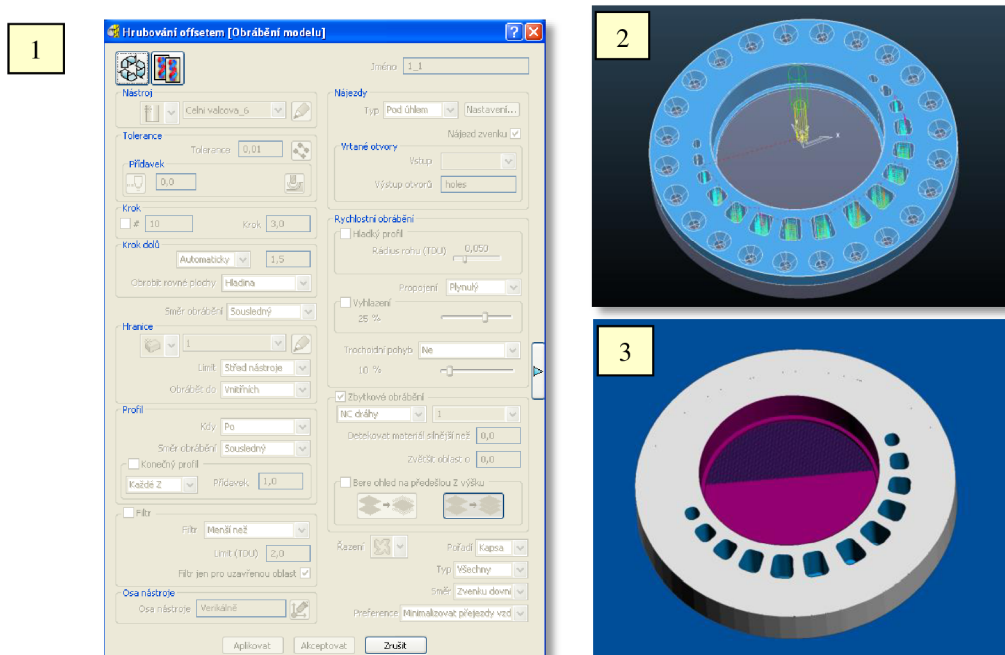 1
Hrubování offsetem [Obrábění modelu]
Jméno 1_1
Nástroj
Celni valcova_6
Tolerance
Tolerance 0,01
Přídavek
0,0
Krok
10 Krok 3,0
Krok dolů
Automaticky 1,5
Obrobit rovné plochy Hladina
Směr obrábění Sousledný
Hranice
1
Limit Střed nástroje
Obrábět do Vnitřních
Profil
Kdy Po
Směr obrábění Sousledný
Konečný profil
Každé Z Přídavek 1,0
Filtr
Filtr Menší než
Limit (TDU) 2,0
Filtr jen pro uzavřenou oblast
Osa nástroje
Osa nástroje Vertikálně
Nájezdy
Typ Pod úhlem Nastavení...
Nájezd zvenku
Vrtané otvory
Vstup
Výstup otvorů holes
Rychlostní obrábění
Hladký profil
Rádius rohu (TDU) 0,050
Propojení Plynulý
Vyhlazení
25 %
Trochoidní pohyb Ne
10 %
Zbytkové obrábění
NC dráhy 1
Detekovat materiál silnější než 0,0
Zvětšit oblast o 0,0
Bere ohled na předešlou Z výšku
Řazení Pořadí Kapsa
Typ Všechny
Směr Zvenku dovni
Preference Minimalizovat přejezdy vzd
Aplikovat Akceptovat Zrušit
2
X
3